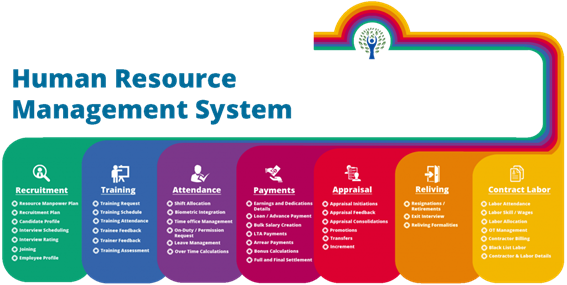 Human Resource
Management System
Recruitment
Resource Manpower Plan
Recruitment Plan
Candidate Profile
Interview Scheduling
Interview Rating
Joining
Employee Profile
Training
Training Request
Training Schedule
Training Attendance
Trainee Feedback
Trainer Feedback
Training Assessment
Attendance
Shift Allocation
Biometric Integration
Time office Management
On-Duty / Permission
Request
Leave Management
Over Time Calculations
Payments
Earnings and Dedications
Details
Loan / Advance Payment
Bulk Salary Creation
LTA Payments
Arrear Payments
Bonus Calculations
Full and Final Settlement
Appraisal
Appraisal Initiations
Appraisal Feedback
Appraisal Consolidations
Promotions
Transfers
Increment
Reliving
Resignations /
Retirements
Exit Interview
Reliving Formalities
Contract Labor
Labor Attendance
Labor Skill / Wages
Labor Allocation
OT Management
Contractor Billing
Black List Labor
Contractor & Labor Details